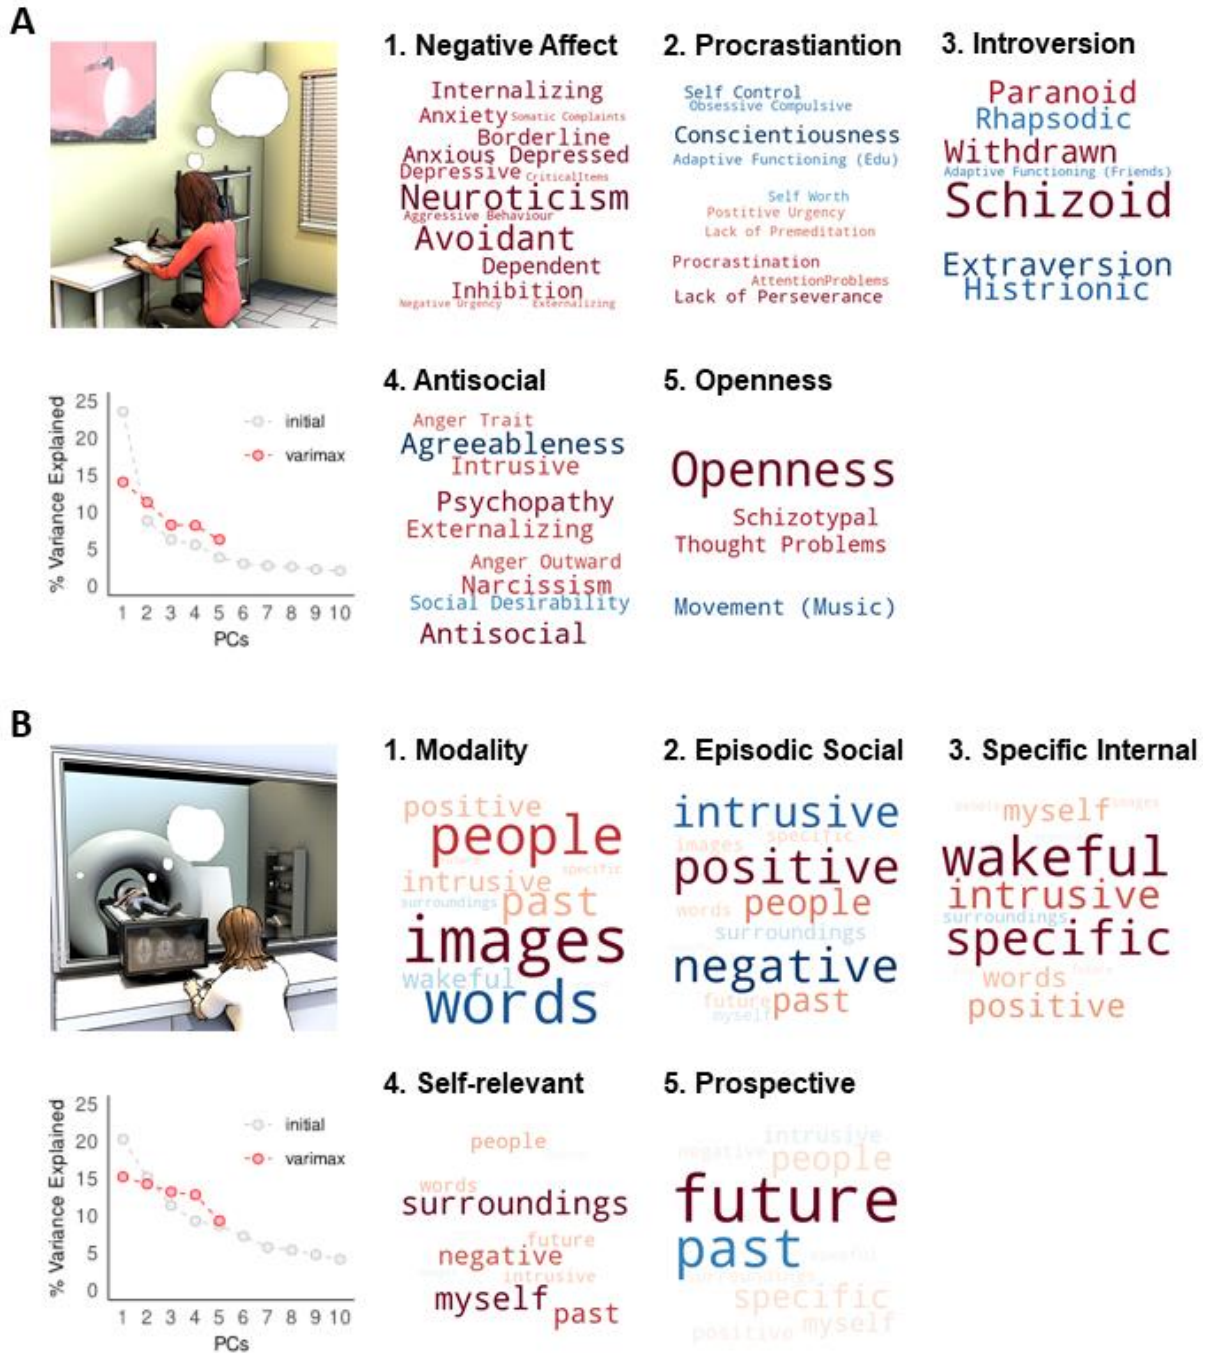 A
1. Negative Affect
Internalizing
Anxiety Somatic Complaints
Borderline
Anxious Depressed
Depressive CriticalItems
Neuroticism
Aggressive Behaviour
Avoidant
Dependent
Inhibition
Negative Urgency Externalizing
2. Procrastiantion
Self Control
Obsessive Compulsive
Conscientiousness
Adaptive Functioning (Edu)
Self Worth
Postitive Urgency
Lack of Premeditation
Procrastination
AttentionProblems
Lack of Perseverance
3. Introversion
Paranoid
Rhapsodic
Withdrawn
Adaptive Functioning (Friends)
Schizoid
Extraversion
Histrionic
% Variance Explained
25
20
15
10
5
0
initial
varimax
1 2 3 4 5 6 7 8 9 10
PCs
4. Antisocial
Anger Trait
Agreeableness
Intrusive
Psychopathy
Externalizing
Anger Outward
Narcissism
Social Desirability
Antisocial
5. Openness
Openness
Schizotypal
Thought Problems
Movement (Music)
B
1. Modality
positive
people
specific
intrusive
surroundings past
images
wakeful
words
2. Episodic Social
intrusive
images specific
positive
words people
surroundings
negative
future past
myself
3. Specific Internal
people myself images
wakeful
intrusive
surroundings
specific
words future
positive
% Variance Explained
25
20
15
10
5
0
initial
varimax
1 2 3 4 5 6 7 8 9 10
PCs
4. Self-relevant
people
words
surroundings
future
negative
intrusive
myself past
5. Prospective
intrusive
negative people
future
past wakeful
surroundings
specific
positive myself